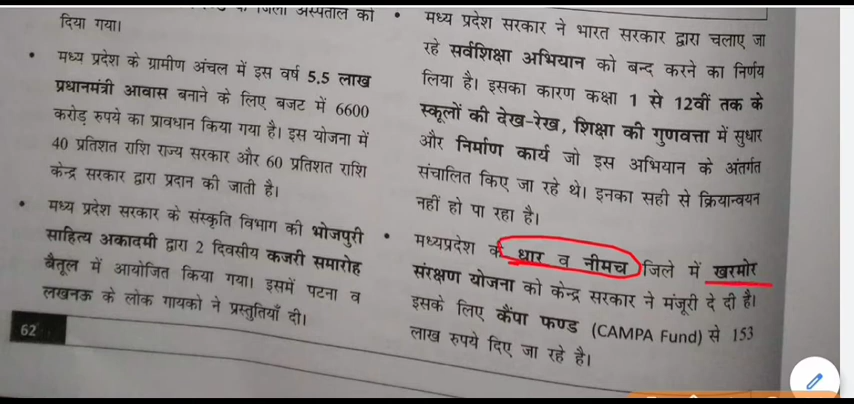 जिला अस्पताल को
दिया गया।
• मध्य प्रदेश के ग्रामीण अंचल में इस वर्ष 5.5 लाख
प्रधानमंत्री आवास बनाने के लिए बजट में 6600
करोड़ रुपये का प्रावधान किया गया है। इस योजना में
40 प्रतिशत राशि राज्य सरकार और 60 प्रतिशत राशि
केन्द्र सरकार द्वारा प्रदान की जाती है।
• मध्य प्रदेश सरकार के संस्कृति विभाग की भोजपुरी
साहित्य अकादमी द्वारा 2 दिवसीय कजरी समारोह
बैतूल में आयोजित किया गया। इसमें पटना व
लखनऊ के लोक गायको ने प्रस्तुतियाँ दी।
62
• मध्य प्रदेश सरकार ने भारत सरकार द्वारा चलाए जा
रहे सर्वशिक्षा अभियान को बन्द करने का निर्णय
लिया है। इसका कारण कक्षा 1 से 12वीं तक के
स्कूलों की देख-रेख, शिक्षा की गुणवत्ता में सुधार
और निर्माण कार्य जो इस अभियान के अंतर्गत
संचालित किए जा रहे थे। इनका सही से क्रियान्वयन
नहीं हो पा रहा है।
• मध्यप्रदेश के धार व नीमच जिले में खरमोर
संरक्षण योजना को केन्द्र सरकार ने मंजूरी दे दी है।
इसके लिए कैंपा फण्ड (CAMPA Fund) से 153
लाख रुपये दिए जा रहे है।